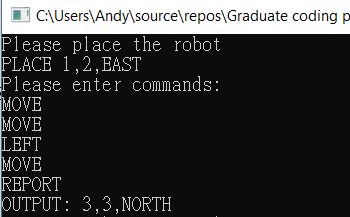 C:\Users\Andy\source\repos\Graduate coding p
Please place the robot
PLACE 1,2,EAST
Please enter commands:
MOVE
MOVE
LEFT
MOVE
REPORT
OUTPUT: 3,3,NORTH